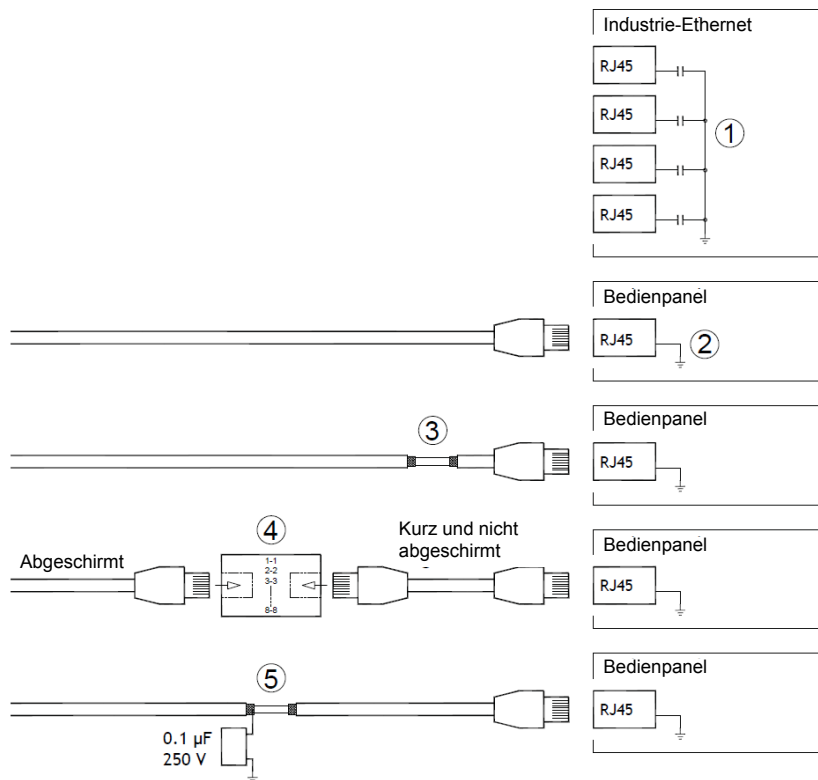 Industrie-Ethernet
RJ45
RJ45
①
RJ45
RJ45
Bedienpanel
RJ45
②
Bedienpanel
③
RJ45
④
Kurz und nicht
abgeschirmt
Abgeschirmt
1-1
2-2
3-3
8-8
Bedienpanel
RJ45
⑤
Bedienpanel
RJ45
0.1 µF
250 V